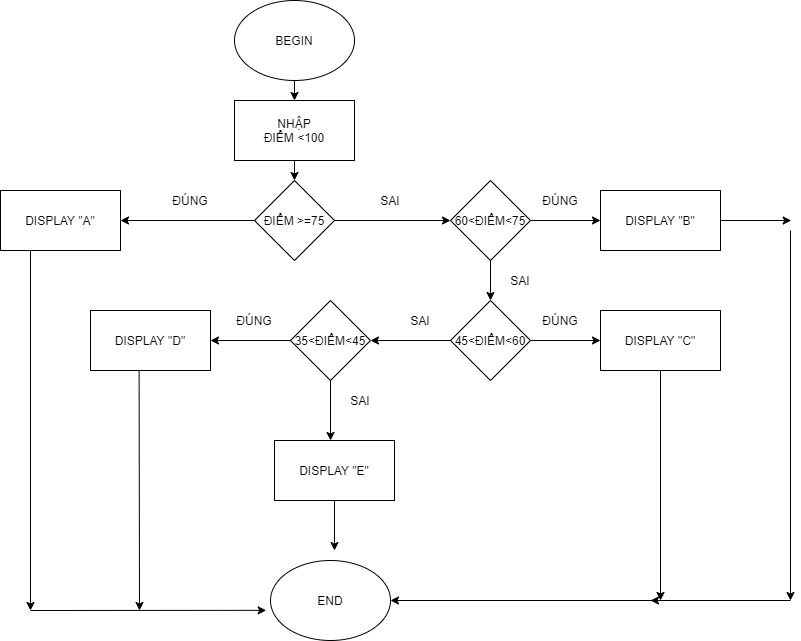 BEGIN
NHẬP
ĐIỂM <100
ĐÚNG
SAI
ĐÚNG
DISPLAY "A"
ĐIỂM >=75
60<ĐIỂM<75
DISPLAY "B"
SAI
ĐÚNG
SAI
ĐÚNG
DISPLAY "D"
35<ĐIỂM<45
45<ĐIỂM<60
DISPLAY "C"
SAI
DISPLAY "E"
END